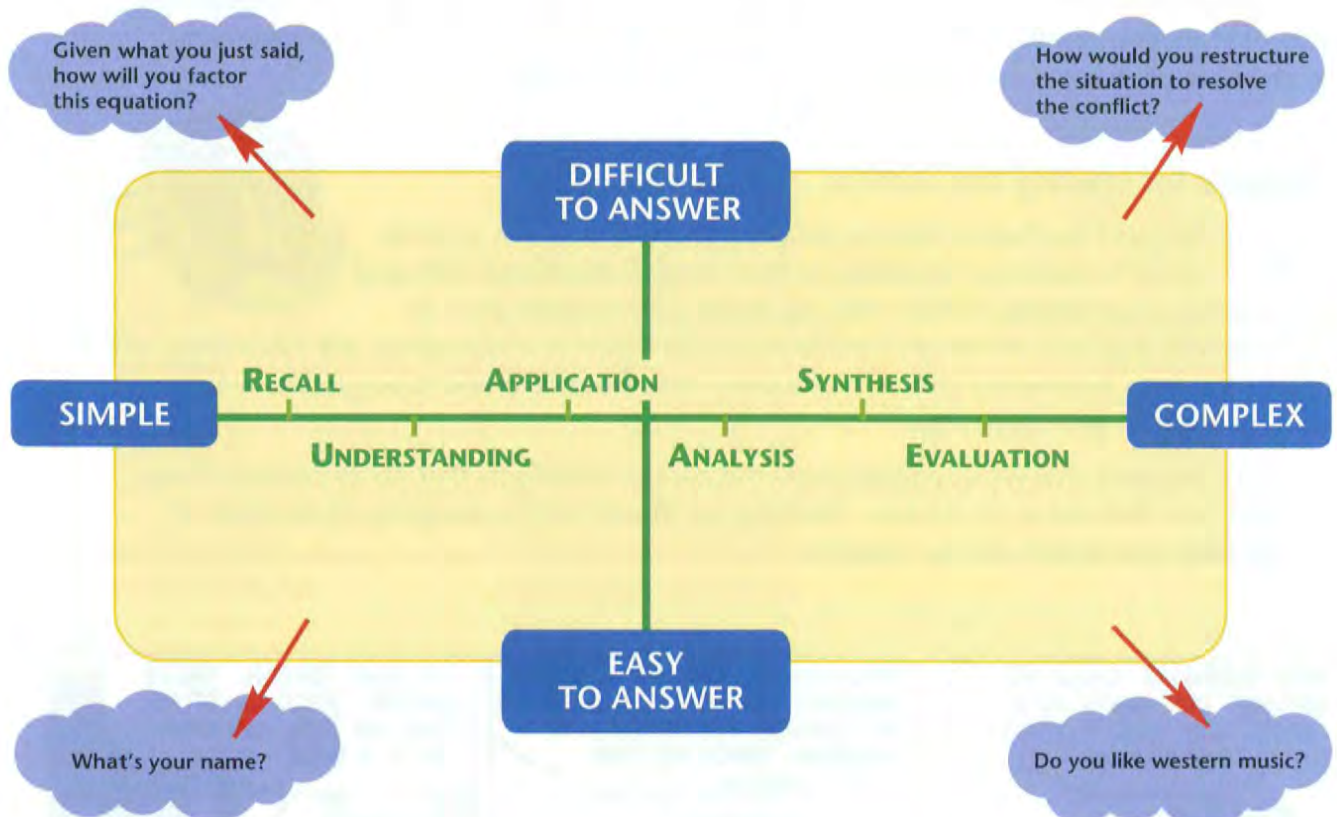 Given what you just said,
how will you factor
this equation?
How would you restructure
the situation to resolve
the conflict?
DIFFICULT
TO ANSWER
RECALL
APPLICATION
SYNTHESIS
SIMPLE
COMPLEX
UNDERSTANDING
ANALYSIS
EVALUATION
EASY
TO ANSWER
What's your name?
Do you like western music?